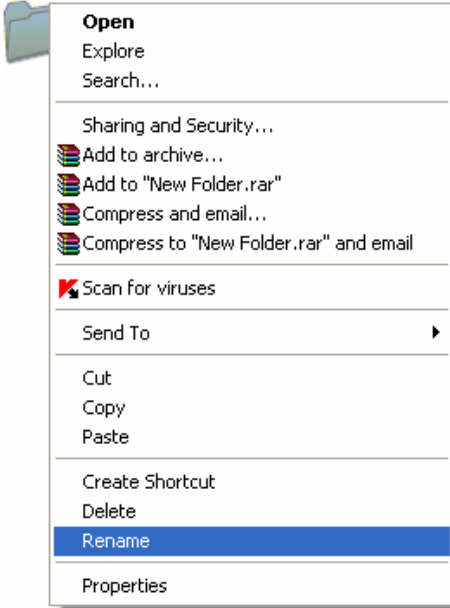 Open
Explore
Search...
Sharing and Security...
Add to archive...
Add to "New Folder.rar"
Compress and email...
Compress to "New Folder.rar" and email
Scan for viruses
Send To
Cut
Copy
Paste
Create Shortcut
Delete
Rename
Properties